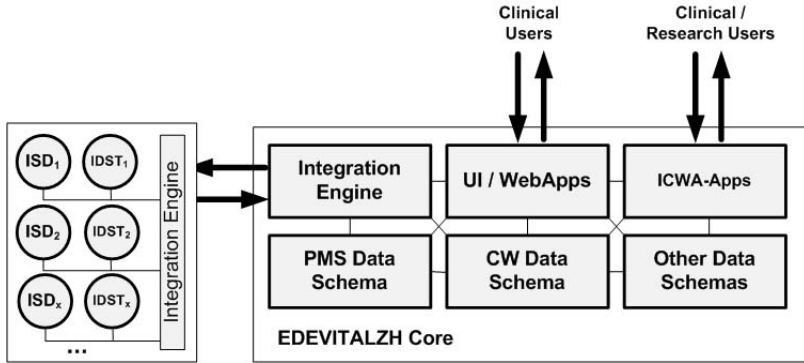 Clinical
Users
Clinical /
Research Users
ISD1
IDST1
ISD2
IDST2
ISDx
IDSTx
...
Integration Engine
Integration
Engine
UI / WebApps
ICWA-Apps
PMS Data
Schema
CW Data
Schema
Other Data
Schemas
EDEVITALZH Core